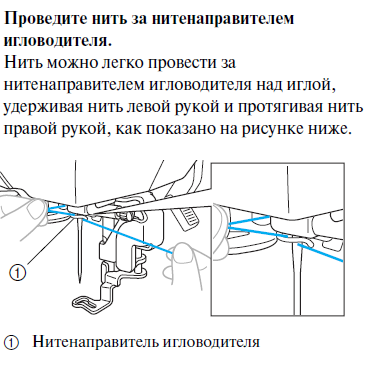 Проведите нить за нитенаправителем
игловодителя.
Нить можно легко провести за
нитенаправителем игловодителя над иглой,
удерживая нить левой рукой и протягивая нить
правой рукой, как показано на рисунке ниже.
①
① Нитенаправитель игловодителя